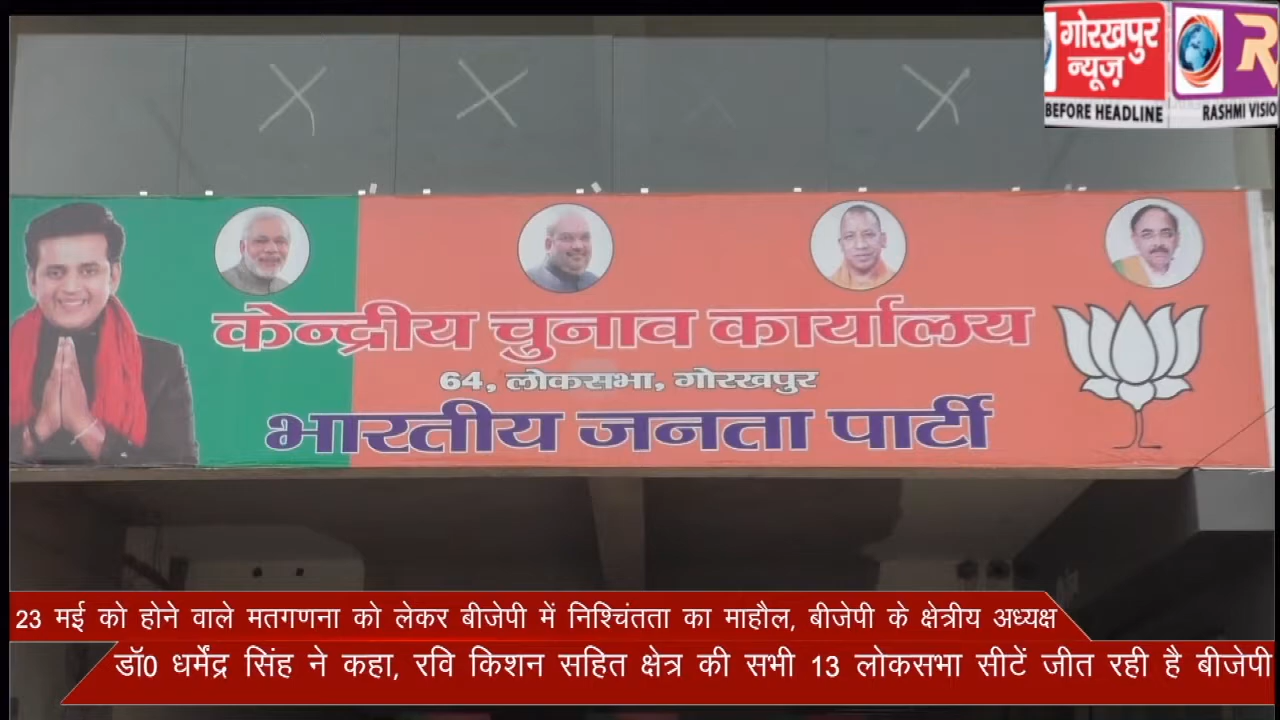 गोरखपुर
न्यूज़
R
BEFORE HEADLINE
RASHMI VISIO
केन्द्रीय चुनाव कार्यालय
64, लोकसभा, गोरखपुर
भारतीय जनता पार्टी
23 मई को होने वाले मतगणना को लेकर बीजेपी में निश्चिंतता का माहौल, बीजेपी के क्षेत्रीय अध्यक्ष
डॉ0 धर्मेंद्र सिंह ने कहा, रवि किशन सहित क्षेत्र की सभी 13 लोकसभा सीटें जीत रही है बीजेपी